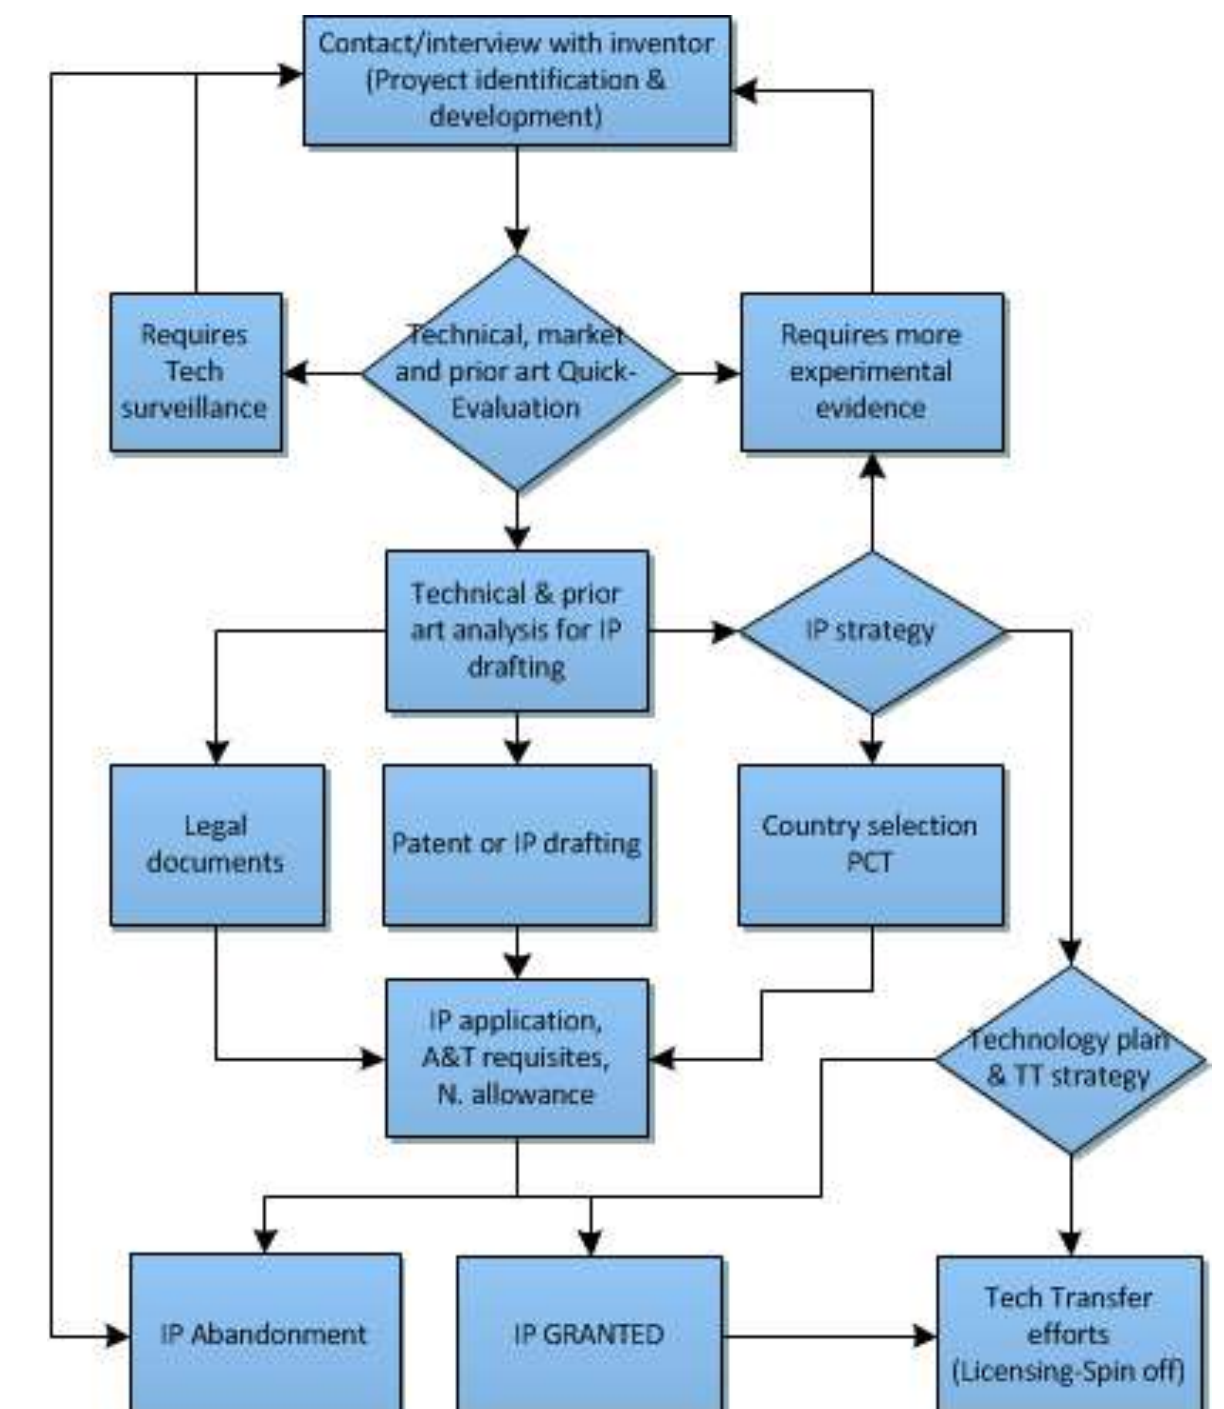 Contact/interview with inventor
(Proyect identification &
development)
Requires
Tech
surveillance
Technical, market
and prior art Quick-
Evaluation
Requires more
experimental
evidence
Technical & prior
art analysis for IP
drafting
IP strategy
Legal
documents
Patent or IP drafting
Country selection
PCT
IP application,
A&T requisites,
N. allowance
Technology plan
& TT strategy
IP Abandonment
IP GRANTED
Tech Transfer
efforts
(Licensing-Spin off)